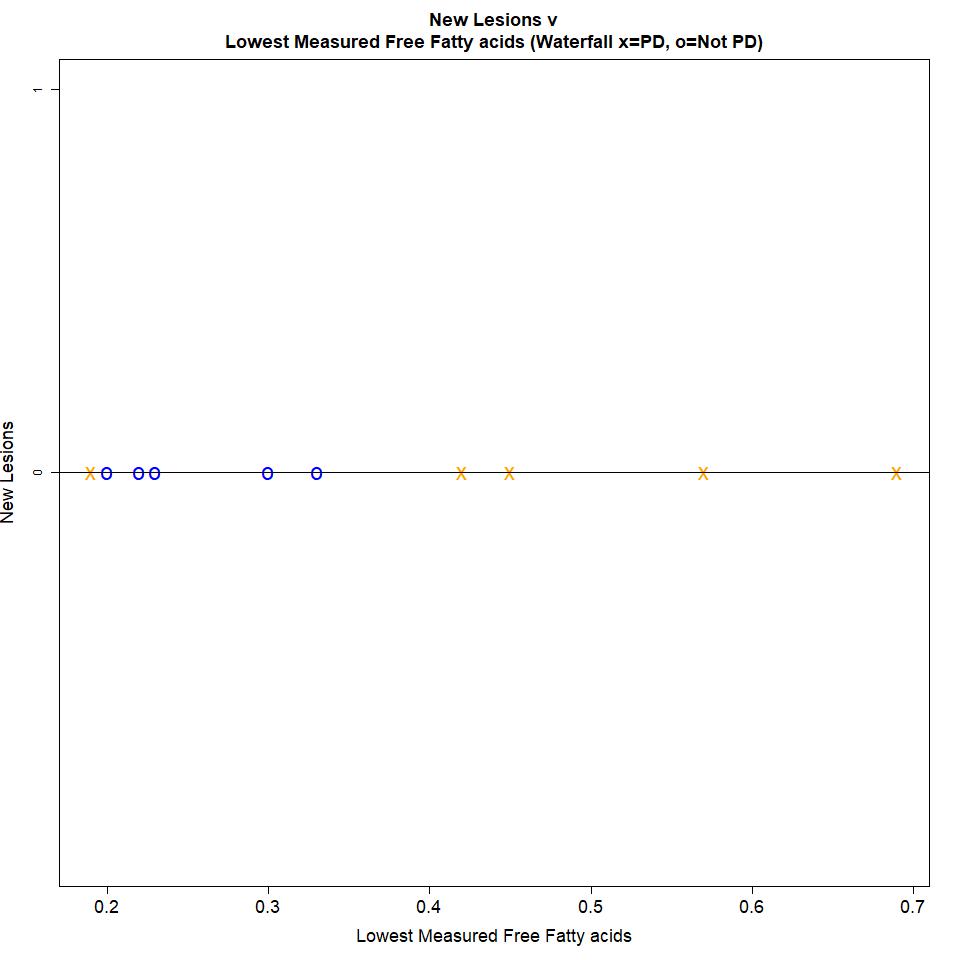 New Lesions v
Lowest Measured Free Fatty acids (Waterfall x=PD, o=Not PD)
1
0
New Lesions
x o o o o o x x x x
0.2 0.3 0.4 0.5 0.6 0.7
Lowest Measured Free Fatty acids